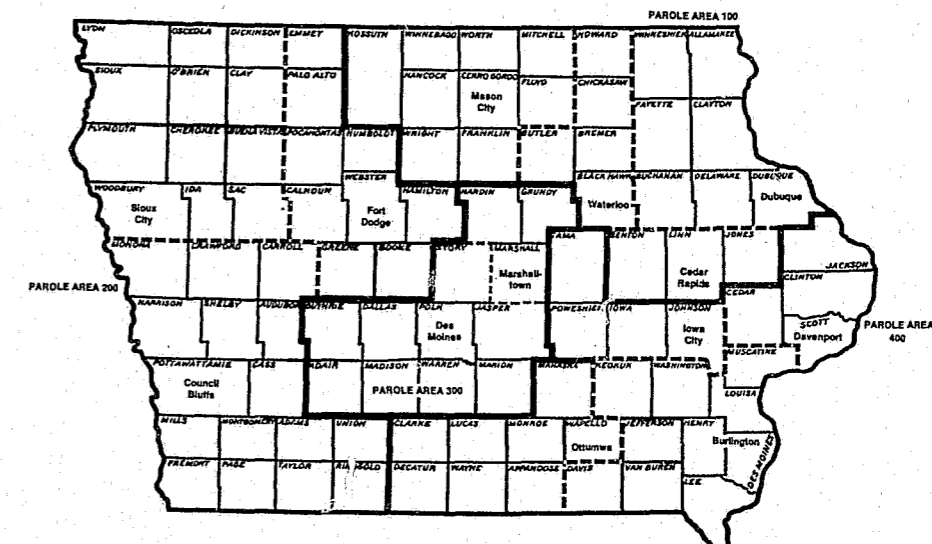 PAROLE AREA 100
LYON OSCEOLA DICKINSON EMMET KOSSUTH WINNEBAGO WORTH MITCHELL HOWARD WINNESHIEK ALLAMAKEE
SIOUX O'BRIEN CLAY PALO ALTO HANCOCK CERRO GORDO FLOYD CHICKASAW
Mason
City
FAYETTE CLAYTON
PLYMOUTH CHEROKEE BUENA VISTA POCAHONTAS HUMBOLDT WRIGHT FRANKLIN BUTLER BREMER
WEBSTER BLACK HAWK BUCHANAN DELAWARE DUBUQUE
WOODBURY IDA SAC CALHOUN HAMILTON HARDIN GRUNDY
Sioux
City
Fort
Dodge
Waterloo
Dubuque
MONONA CRAWFORD CARROLL GREENE BOONE STORY MARSHALL TAMA BENTON LINN JONES
JACKSON
CLINTON
Marshall-
town
Cedar
Rapids
PAROLE AREA 200
CEDAR
HARRISON SHELBY AUDUBON GUTHRIE DALLAS POLK JASPER POWESHIEK IOWA JOHNSON
Des
Moines
Iowa
City
SCOTT
Davenport
PAROLE AREA
400
MUSCATINE
POTTAWATTAMIE CASS ADAIR MADISON WARREN MARION MAHASKA KEOKUK WASHINGTON
Council
Bluffs
PAROLE AREA 300
LOUISA
MILLS MONTGOMERY ADAMS UNION CLARKE LUCAS MONROE WAPELLO JEFFERSON HENRY
Ottumwa
Burlington
DES MOINES
FREMONT PAGE TAYLOR RINGGOLD DECATUR WAYNE APPANOOSE DAVIS VAN BUREN
LEE